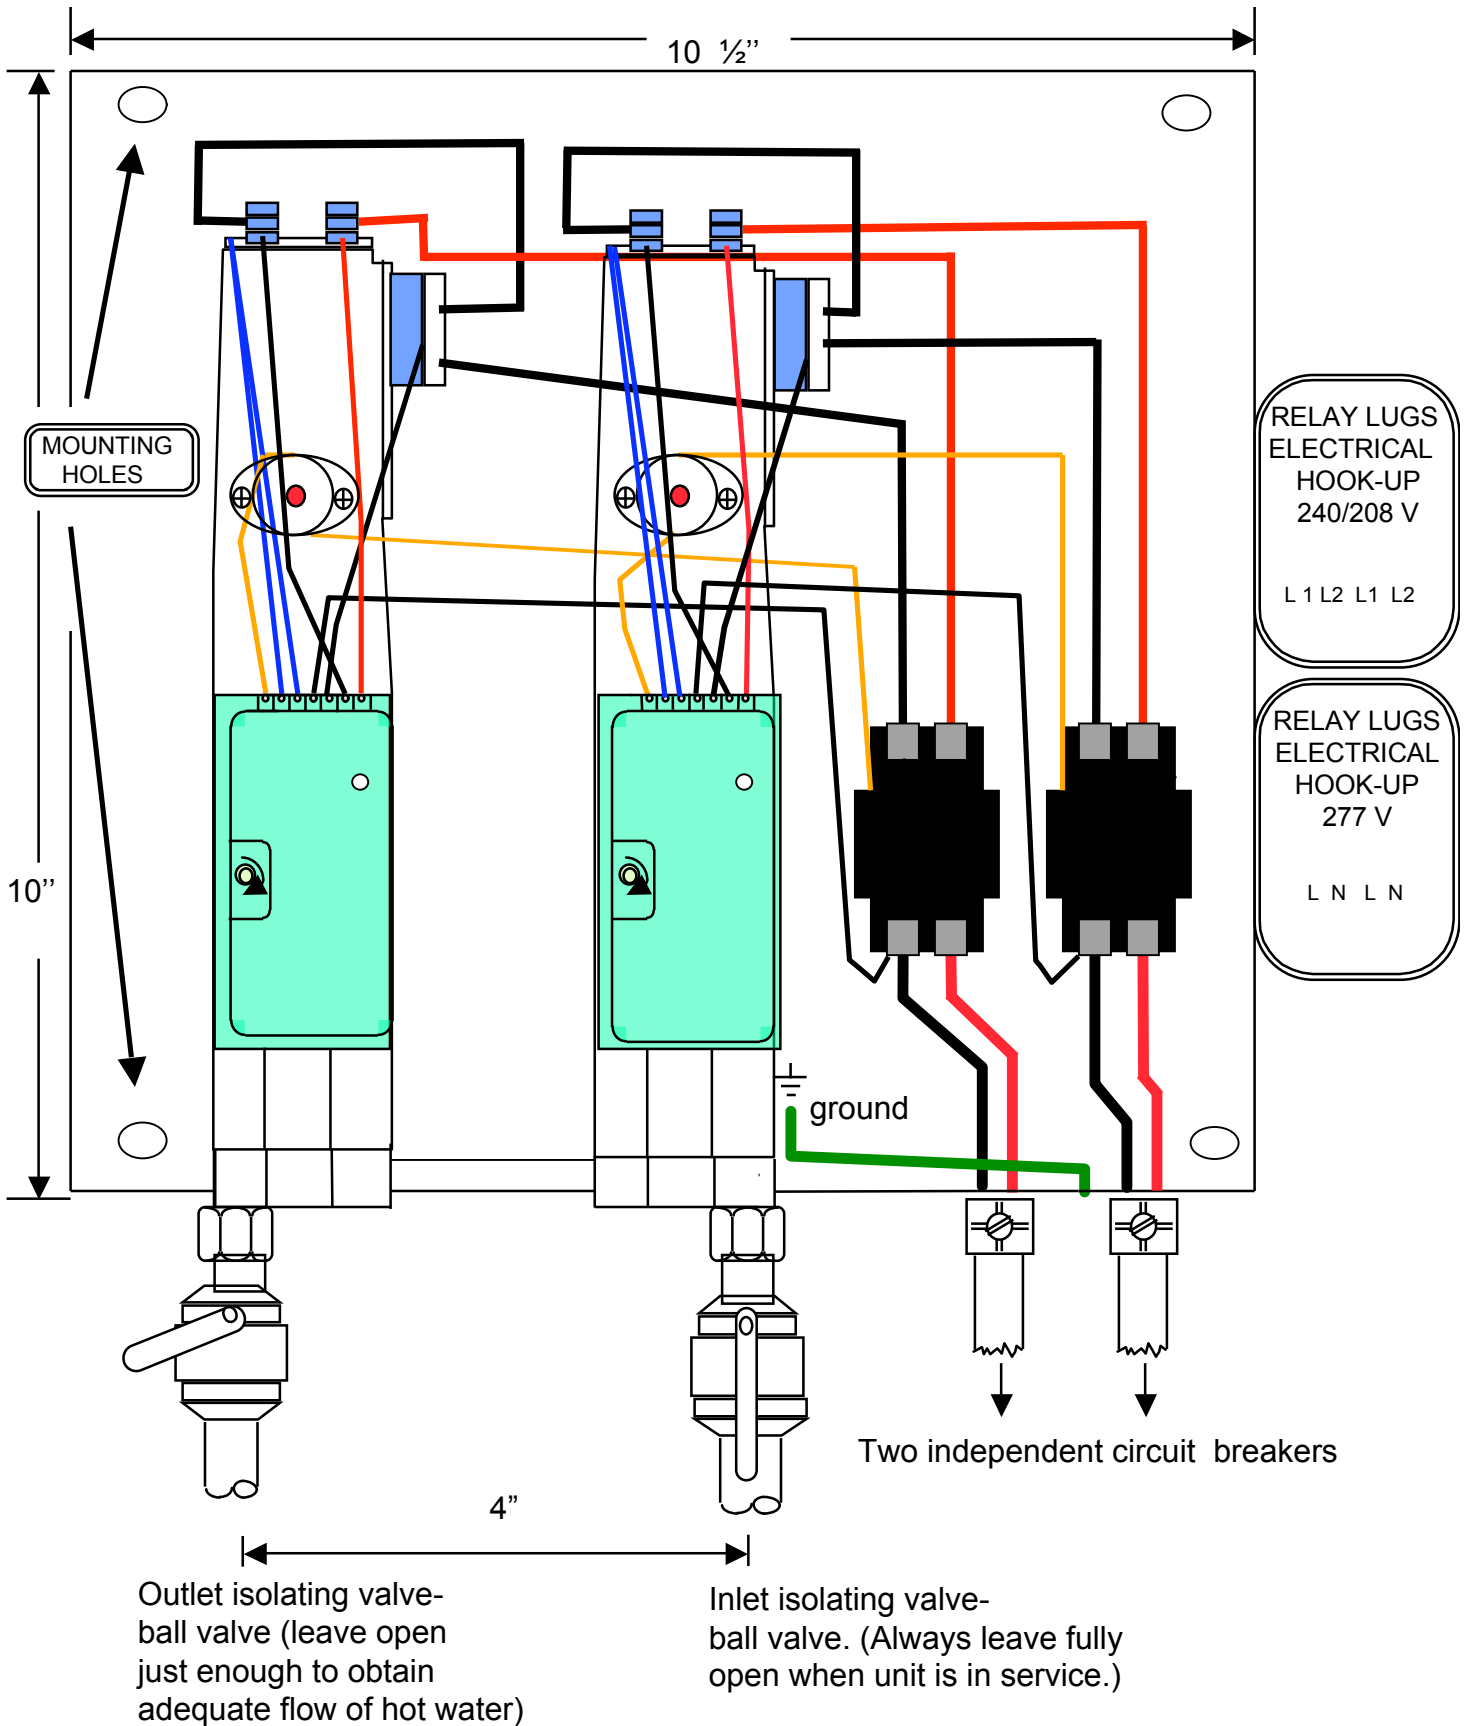 10 ½’’
MOUNTING
HOLES
RELAY LUGS
ELECTRICAL
HOOK-UP
240/208 V
L 1 L2 L1 L2
RELAY LUGS
ELECTRICAL
HOOK-UP
277 V
L N L N
10’’
ground
Two independent circuit breakers
4”
Outlet isolating valve-
ball valve (leave open
just enough to obtain
adequate flow of hot water)
Inlet isolating valve-
ball valve. (Always leave fully
open when unit is in service.)